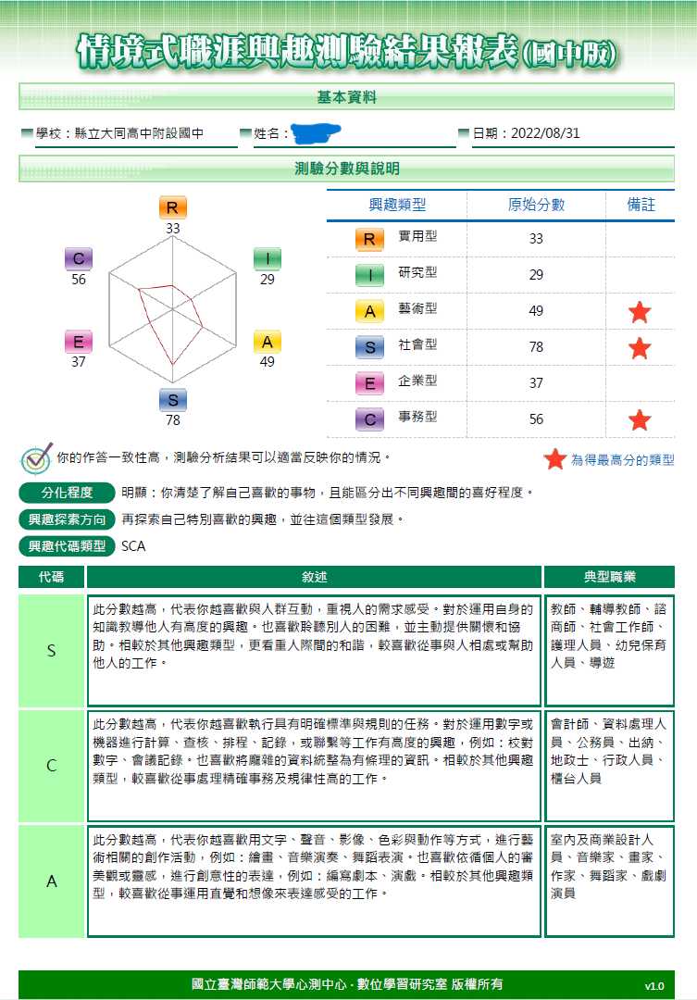 情境式職涯興趣測驗結果報表(國中版)
基本資料
學校：縣立大同高中附設國中
姓名：
日期：2022/08/31
測驗分數與說明
R
33
C
56
I
29
E
37
A
49
S
78
興趣類型 原始分數 備註
R 實用型 33
I 研究型 29
A 藝術型 49
S 社會型 78
E 企業型 37
C 事務型 56
你的作答一致性高，測驗分析結果可以適當反映你的情況。
為得最高分的類型
分化程度 明顯：你清楚了解自己喜歡的事物，且能區分出不同興趣間的喜好程度。
興趣探索方向 再探索自己特別喜歡的興趣，並往這個類型發展。
興趣代碼類型 SCA
代碼 敘述 典型職業
S
此分數越高，代表你越喜歡與人群互動，重視人的需求感受。對於運用自身的
知識教導他人有高度的興趣。也喜歡聆聽別人的困難，並主動提供關懷和協
助。相較於其他興趣類型，更看重人際間的和諧，較喜歡從事與人相處或幫助
他人的工作。
教師、輔導教師、諮
商師、社會工作師、
護理人員、幼兒保育
人員、導遊
C
此分數越高，代表你越喜歡執行具有明確標準與規則的任務。對於運用數字或
機器進行計算、查核、排程、記錄，或聯繫等工作有高度的興趣，例如：校對
數字、會議記錄。也喜歡將龐雜的資料統整為有條理的資訊。相較於其他興趣
類型，較喜歡從事處理精確事務及規律性高的工作。
會計師、資料處理人
員、公務員、出納、
地政士、行政人員、
櫃台人員
A
此分數越高，代表你越喜歡用文字、聲音、影像、色彩與動作等方式，進行藝
術相關的創作活動，例如：繪畫、音樂演奏、舞蹈表演。也喜歡依循個人的審
美觀或靈感，進行創意性的表達，例如：編寫劇本、演戲。相較於其他興趣類
型，較喜歡從事運用直覺和想像來表達感受的工作。
室內及商業設計人
員、音樂家、畫家、
作家、舞蹈家、戲劇
演員
國立臺灣師範大學心測中心‧數位學習研究室 版權所有
v1.0